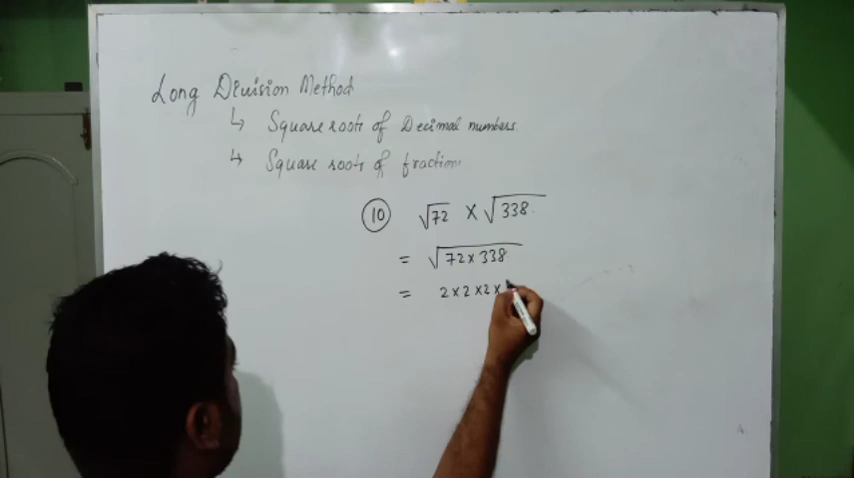 Long Division Method
↳ Square roots of Decimal numbers.
↳ Square roots of fractions
⑩ √72 × √338.
= √72×338
= 2×2×2×